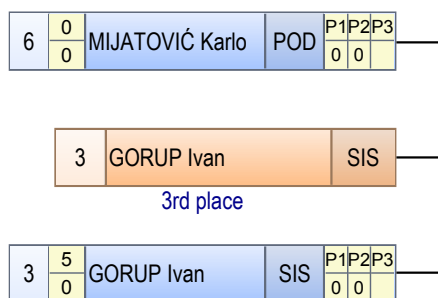 6 0 MIJATOVIĆ Karlo POD P1 P2 P3
0 0 0
3 GORUP Ivan SIS
3rd place
3 5 GORUP Ivan SIS P1 P2 P3
0 0 0